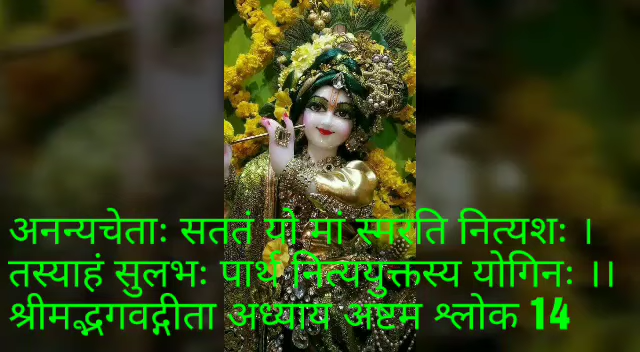 अनन्यचेताः सततं यो मां स्मरति नित्यशः ।
तस्याहं सुलभः पार्थ नित्ययुक्तस्य योगिनः ।।
श्रीमद्भगवद्गीता अध्याय अष्टम श्लोक 14